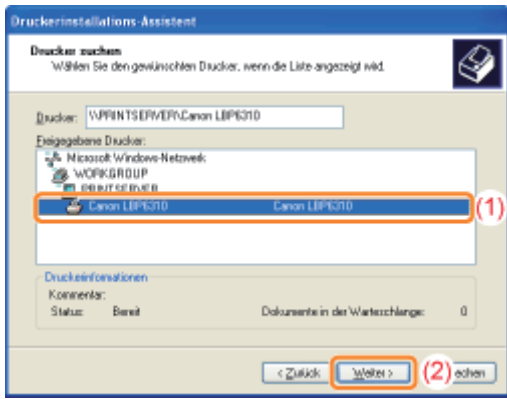 Druckerinstallations-Assistent
Drucker suchen
Wählen Sie den gewünschten Drucker, wenn die Liste angezeigt wird.
Drucker: \\PRINTSERVER\Canon LBP6310
Freigegebene Drucker:
Microsoft Windows-Netzwerk
WORKGROUP
PRINTSERVER
Canon LBP6310 Canon LBP6310 (1)
Druckerinformationen
Kommentar:
Status: Bereit Dokumente in der Warteschlange: 0
< Zurück Weiter > (2) echen